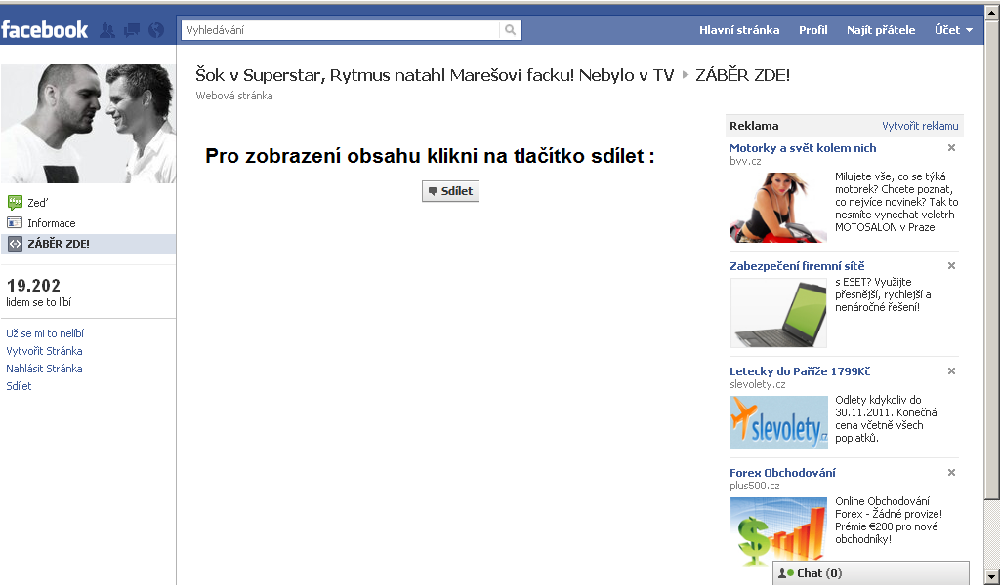 facebook
Vyhledávání
Hlavní stránka
Profil
Najít přátele
Účet
Šok v Superstar, Rytmus natahl Marešovi facku! Nebylo v TV ▸ ZÁBĚR ZDE!
Webová stránka
Zeď
Informace
ZÁBĚR ZDE!
19.202
lidem se to líbí
Už se mi to nelíbí
Vytvořit Stránka
Nahlásit Stránka
Sdílet
Pro zobrazení obsahu klikni na tlačítko sdílet :
Sdílet
Reklama
Vytvořit reklamu
Motorky a svět kolem nich
bvv.cz
Milujete vše, co se týká
motorek? Chcete poznat,
co nejvíce novinek? Tak to
nesmíte vynechat veletrh
MOTOSALON v Praze.
Zabezpečení firemní sítě
s ESET? Využijte
přesnější, rychlejší a
nenáročné řešení!
Letecky do Paříže 1799Kč
slevolety.cz
slevolety.cz
Odlety kdykoliv do
30.11.2011. Konečná
cena včetně všech
poplatků.
Forex Obchodování
plus500.cz
Online Obchodování
Forex - Žádné provize!
Prémie €200 pro nové
obchodníky!
Chat (0)